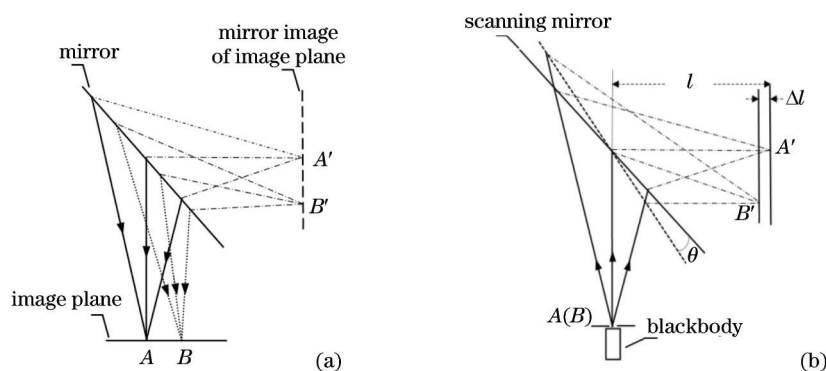 mirror
mirror image
of image plane
A'
B'
image plane
A
B
(a)
scanning mirror
l
Δl
A'
B'
θ
A(B)
blackbody
(b)